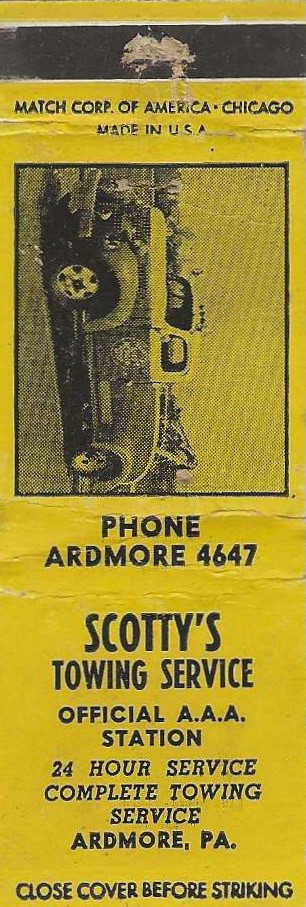 MATCH CORP. OF AMERICA • CHICAGO
MADE IN U.S.A.
PHONE
ARDMORE 4647
SCOTTY'S
TOWING SERVICE
OFFICIAL A.A.A.
STATION
24 HOUR SERVICE
COMPLETE TOWING
SERVICE
ARDMORE, PA.
CLOSE COVER BEFORE STRIKING